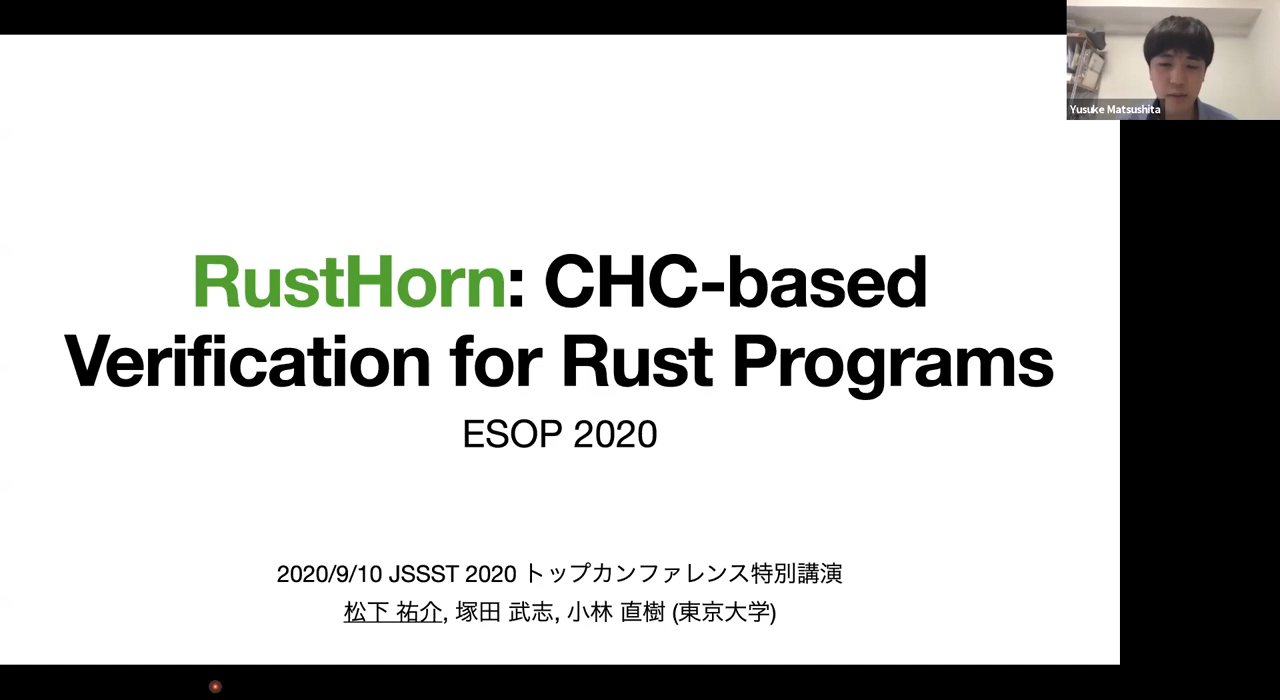 RustHorn: CHC-based
Verification for Rust Programs
ESOP 2020
2020/9/10 JSSST 2020 トップカンファレンス特別講演
松下 祐介, 塚田 武志, 小林 直樹 (東京大学)
Yusuke Matsushita